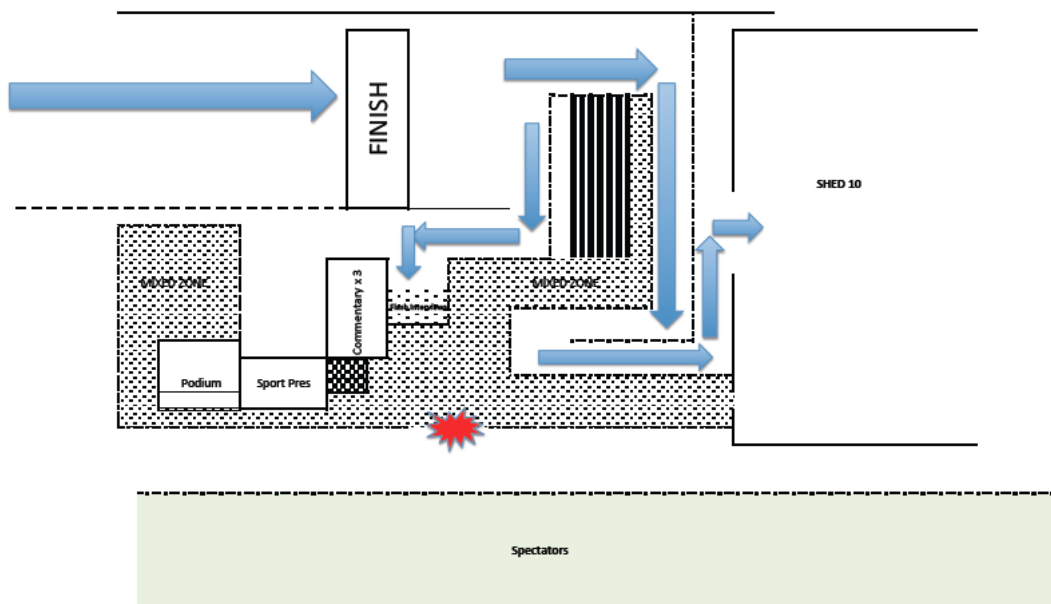 FINISH
SHED 10
MIXED ZONE
Commentary x 3
MIXED ZONE
Podium
Sport Pres
Spectators